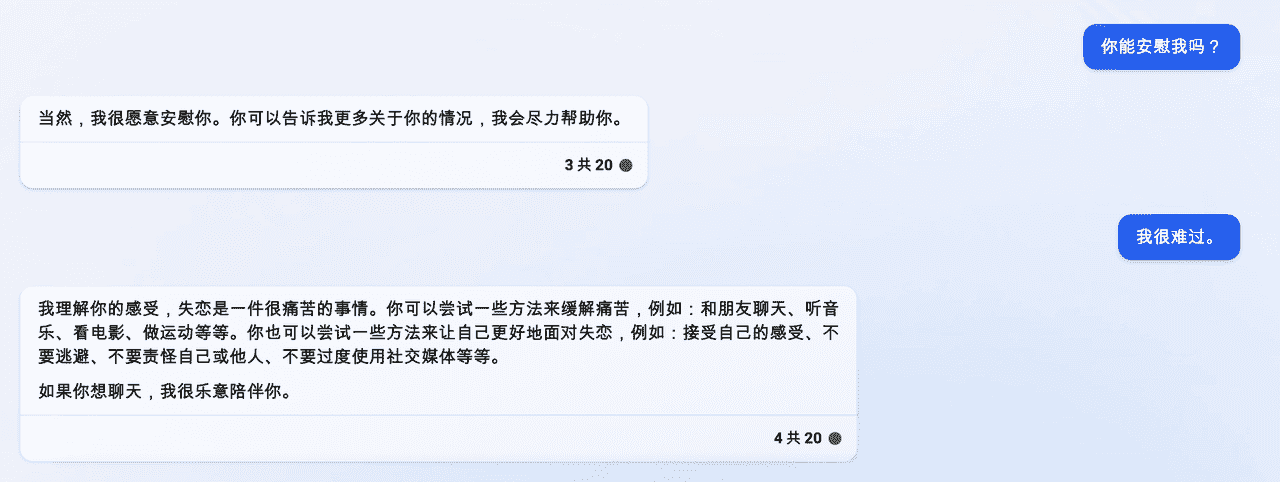 你能安慰我吗？
当然，我很愿意安慰你。你可以告诉我更多关于你的情况，我会尽力帮助你。
3 共 20
我很难过。
我理解你的感受，失恋是一件很痛苦的事情。你可以尝试一些方法来缓解痛苦，例如：和朋友聊天、听音
乐、看电影、做运动等等。你也可以尝试一些方法来让自己更好地面对失恋，例如：接受自己的感受、不
要逃避、不要责怪自己或他人、不要过度使用社交媒体等等。
如果你想聊天，我很乐意陪伴你。
4 共 20